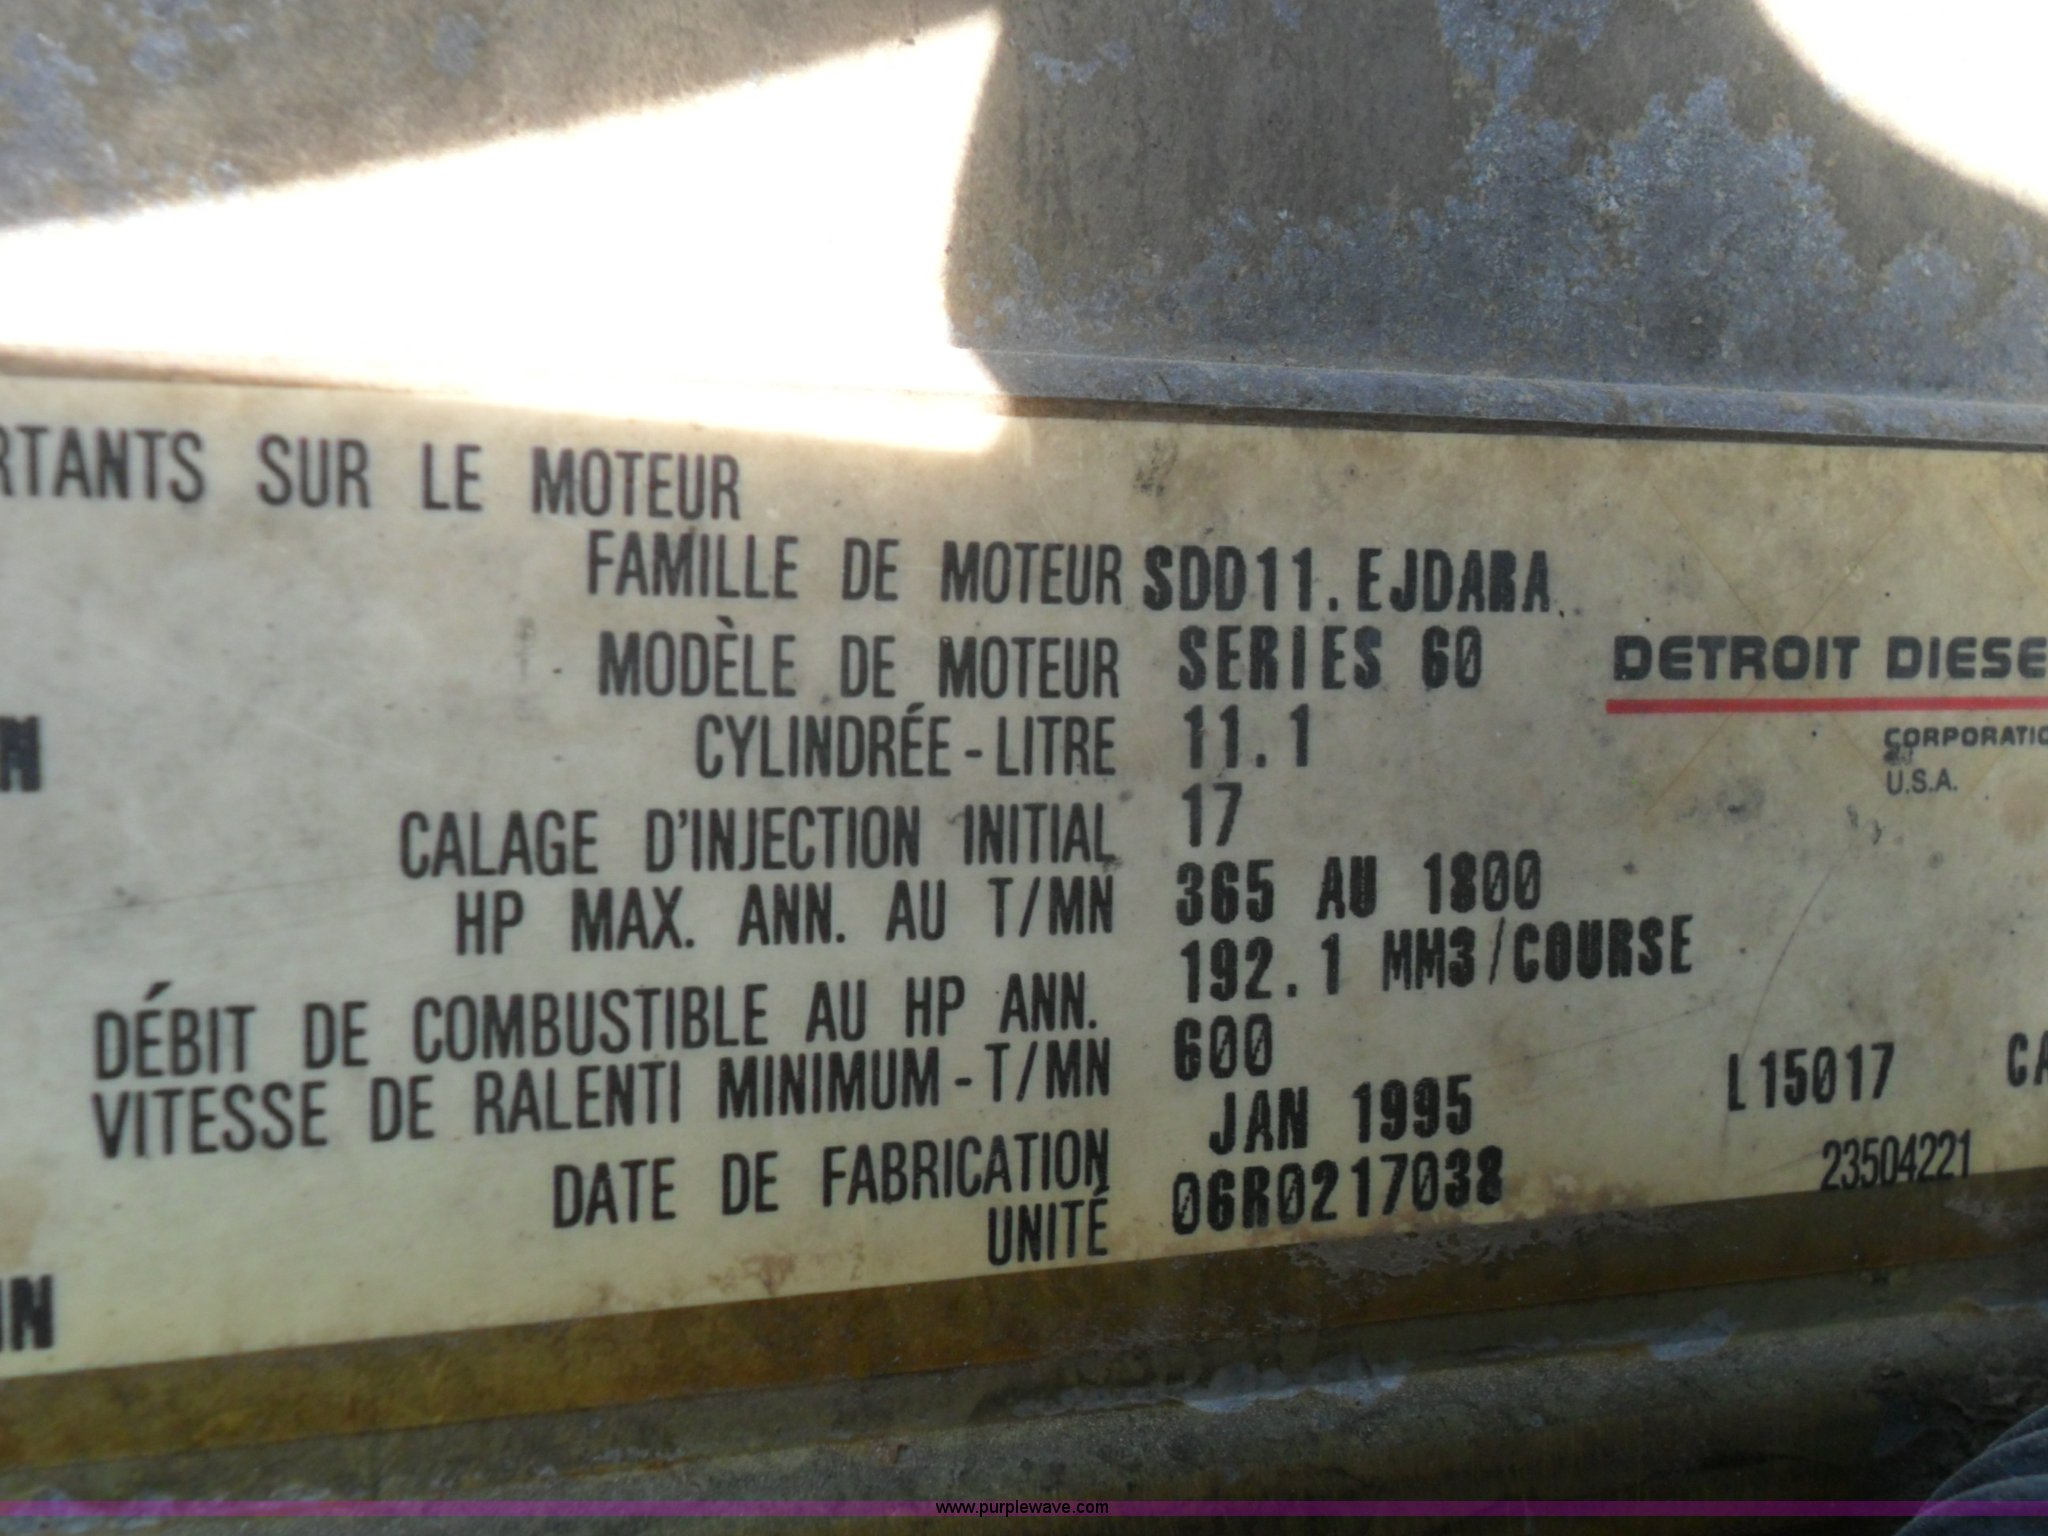 RTANTS SUR LE MOTEUR
FAMILLE DE MOTEUR SDD11.EJDARA
MODÈLE DE MOTEUR SERIES 60
DETROIT DIESE
CYLINDRÉE-LITRE 11.1
CORPORATIO
U.S.A.
CALAGE D'INJECTION INITIAL 17
HP MAX. ANN. AU T/MN 365 AU 1800
DÉBIT DE COMBUSTIBLE AU HP ANN. 192.1 MM3/COURSE
VITESSE DE RALENTI MINIMUM-T/MN 600
L15017 CA
DATE DE FABRICATION JAN 1995
23504221
UNITÉ 06R0217038
www.purplewave.com